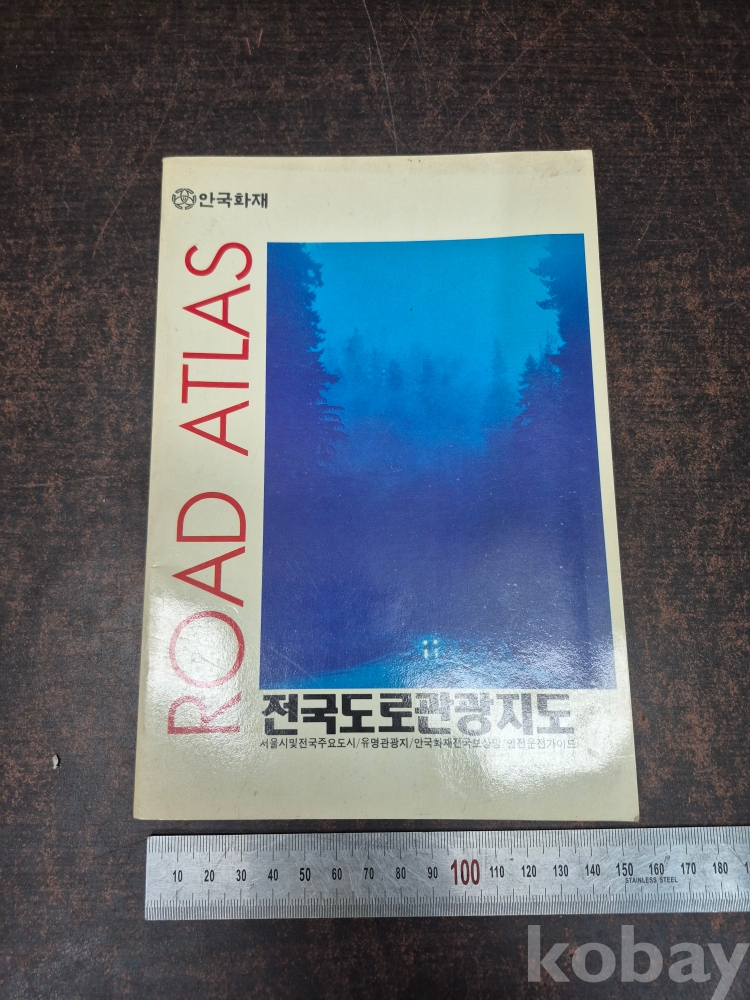 안국화재
ROAD ATLAS
전국도로관광지도
서울시및전국주요도시/유명관광지/안국화재전국보상망/안전운전가이드
10 20 30 40 50 60 70 80 90 100 110 120 130 140 150 160 170 180
STAINLESS STEEL
kobay